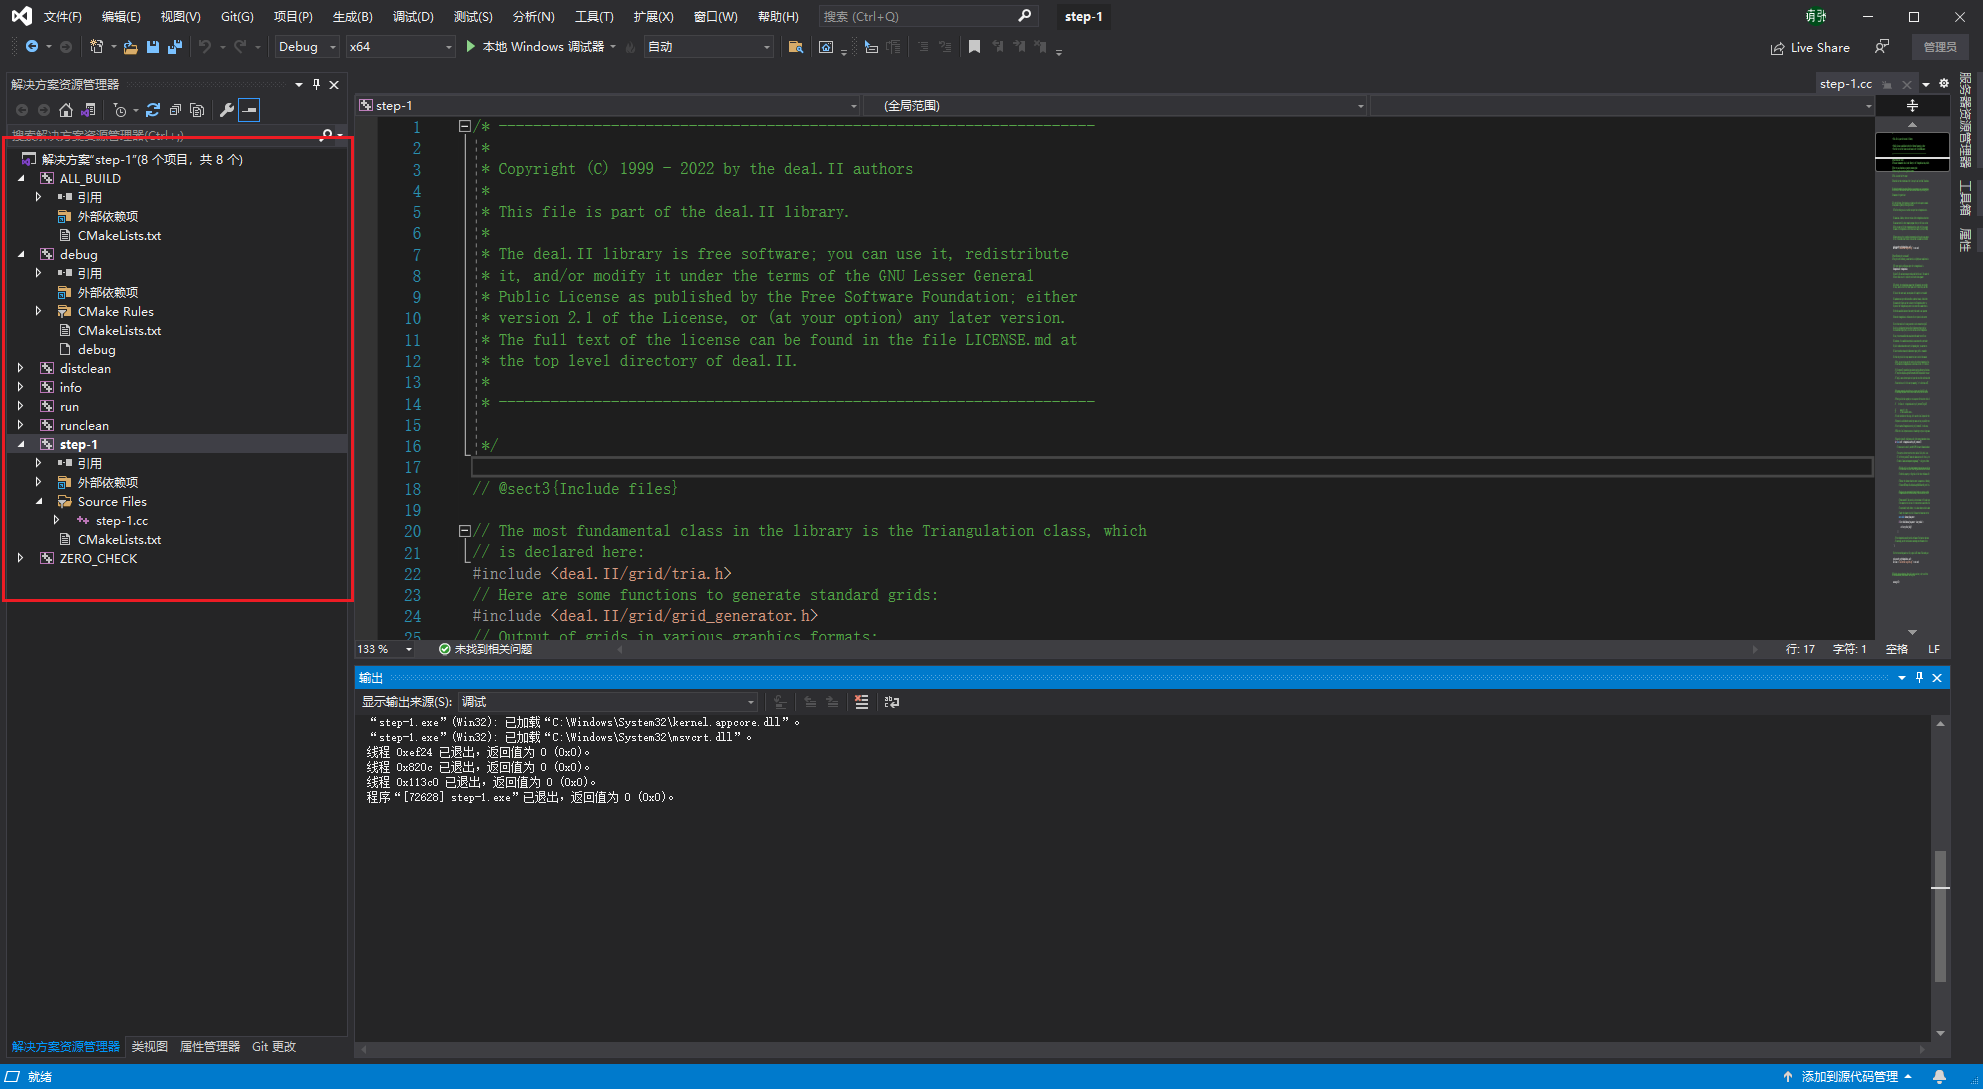 文件(F) 编辑(E) 视图(V) Git(G) 项目(P) 生成(B) 调试(D) 测试(S) 分析(N) 工具(T) 扩展(X) 窗口(W) 帮助(H) 搜索 (Ctrl+Q) step-1
Debug x64 本地 Windows 调试器 自动 Live Share 管理员
解决方案资源管理器
搜索解决方案资源管理器(Ctrl+;)
解决方案"step-1"(8 个项目，共 8 个)
ALL_BUILD
引用
外部依赖项
CMakeLists.txt
debug
引用
外部依赖项
CMake Rules
CMakeLists.txt
debug
distclean
info
run
runclean
step-1
引用
外部依赖项
Source Files
step-1.cc
CMakeLists.txt
ZERO_CHECK
解决方案资源管理器 类视图 属性管理器 Git 更改
step-1.cc
step-1 (全局范围)
1 /* ----------------------------------------------------------------------
2 *
3 * Copyright (C) 1999 - 2022 by the deal.II authors
4 *
5 * This file is part of the deal.II library.
6 *
7 * The deal.II library is free software; you can use it, redistribute
8 * it, and/or modify it under the terms of the GNU Lesser General
9 * Public License as published by the Free Software Foundation; either
10 * version 2.1 of the License, or (at your option) any later version.
11 * The full text of the license can be found in the file LICENSE.md at
12 * the top level directory of deal.II.
13 *
14 * ----------------------------------------------------------------------
15
16 */
17
18 // @sect3{Include files}
19
20 // The most fundamental class in the library is the Triangulation class, which
21 // is declared here:
22 #include <deal.II/grid/tria.h>
23 // Here are some functions to generate standard grids:
24 #include <deal.II/grid/grid_generator.h>
25 // Output of grids in various graphics formats:
133 % 未找到相关问题 行: 17 字符: 1 空格 LF
输出
显示输出来源(S): 调试
“step-1.exe”(Win32): 已加载“C:\Windows\System32\kernel.appcore.dll”。
“step-1.exe”(Win32): 已加载“C:\Windows\System32\msvcrt.dll”。
线程 0xef24 已退出，返回值为 0 (0x0)。
线程 0x820c 已退出，返回值为 0 (0x0)。
线程 0x113c0 已退出，返回值为 0 (0x0)。
程序“[72628] step-1.exe”已退出，返回值为 0 (0x0)。
服务器资源管理器
工具箱
属性
就绪 添加到源代码管理